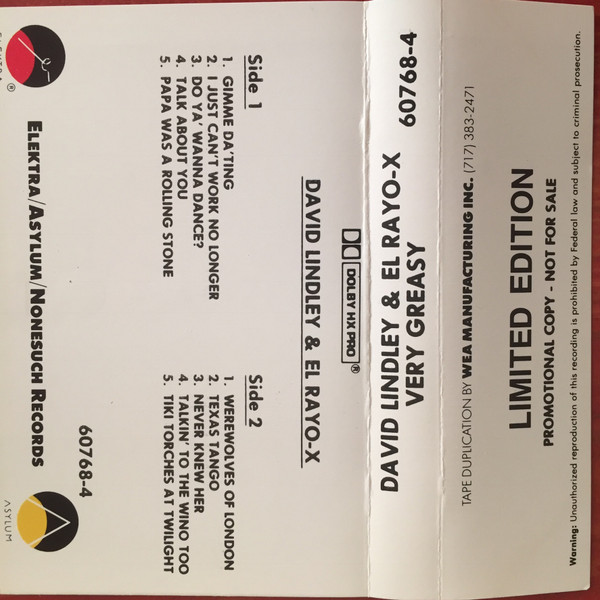 DOLBY HX PRO®
DAVID LINDLEY & EL RAYO-X
Side 1
1. GIMME DA'TING
2. I JUST CAN'T WORK NO LONGER
3. DO YA' WANNA DANCE?
4. TALK ABOUT YOU
5. PAPA WAS A ROLLING STONE
Side 2
1. WEREWOLVES OF LONDON
2. TEXAS TANGO
3. NEVER KNEW HER
4. TALKIN' TO THE WINO TOO
5. TIKI TORCHES AT TWILIGHT
60768-4
ELEKTRA/ASYLUM/NONESUCH RECORDS
®
ASYLUM
DAVID LINDLEY & EL RAYO-X 60768-4
VERY GREASY
TAPE DUPLICATION BY WEA MANUFACTURING INC. (717) 383-2471
LIMITED EDITION
PROMOTIONAL COPY - NOT FOR SALE
Warning: Unauthorized reproduction of this recording is prohibited by Federal law and subject to criminal prosecution.